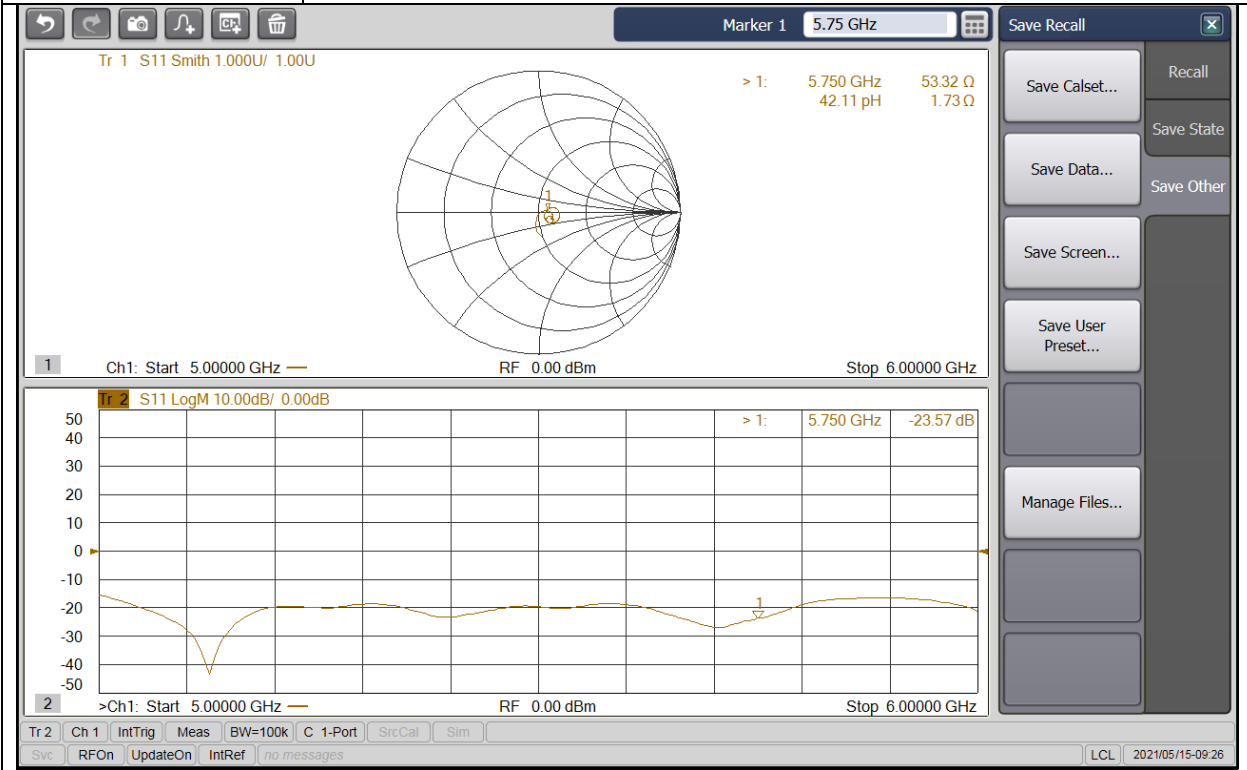 Marker 1 5.75 GHz
Save Recall
Tr 1 S11 Smith 1.000U/ 1.00U
> 1: 5.750 GHz 53.32 Ω
42.11 pH 1.73 Ω
1
1 Ch1: Start 5.00000 GHz RF 0.00 dBm Stop 6.00000 GHz
Tr 2 S11 LogM 10.00dB/ 0.00dB
> 1: 5.750 GHz -23.57 dB
50
40
30
20
10
0
-10
-20
-30
-40
-50
1
2 >Ch1: Start 5.00000 GHz RF 0.00 dBm Stop 6.00000 GHz
Save Calset...
Save Data...
Save Screen...
Save User
Preset...
Manage Files...
Recall
Save State
Save Other
Tr 2 Ch 1 IntTrig Meas BW=100k C 1-Port SrcCal Sim
Svc RFOn UpdateOn IntRef no messages LCL 2021/05/15-09:26